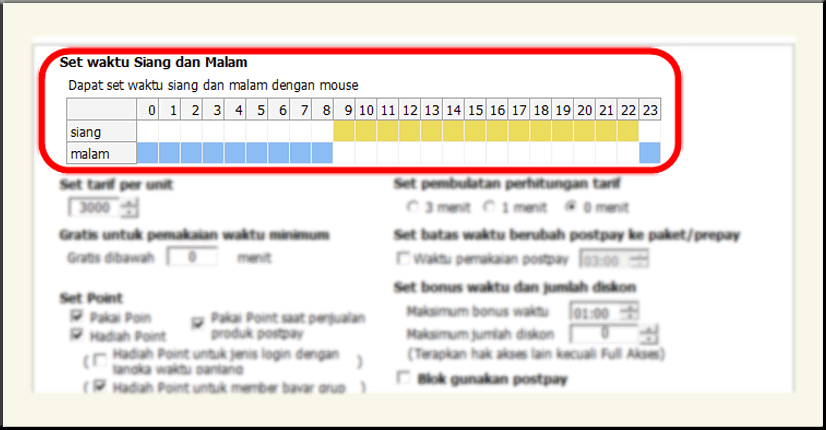 Set waktu Siang dan Malam
Dapat set waktu siang dan malam dengan mouse
0 1 2 3 4 5 6 7 8 9 10 11 12 13 14 15 16 17 18 19 20 21 22 23
siang
malam
Set tarif per unit
3000
Gratis untuk pemakaian waktu minimum
Gratis dibawah 0 menit
Set Point
Pakai Poin
Hadiah Point
Pakai Point saat penjualan
produk postpay
( Hadiah Point untuk jenis login dengan
jangka waktu panjang )
( Hadiah Point untuk member bayar grup )
Set pembulatan perhitungan tarif
3 menit 1 menit 0 menit
Set batas waktu berubah postpay ke paket/prepay
Waktu pemakaian postpay 03:00
Set bonus waktu dan jumlah diskon
Maksimum bonus waktu 01:00
Maksimum jumlah diskon 0
(Terapkan hak akses lain kecuali Full Akses)
Blok gunakan postpay